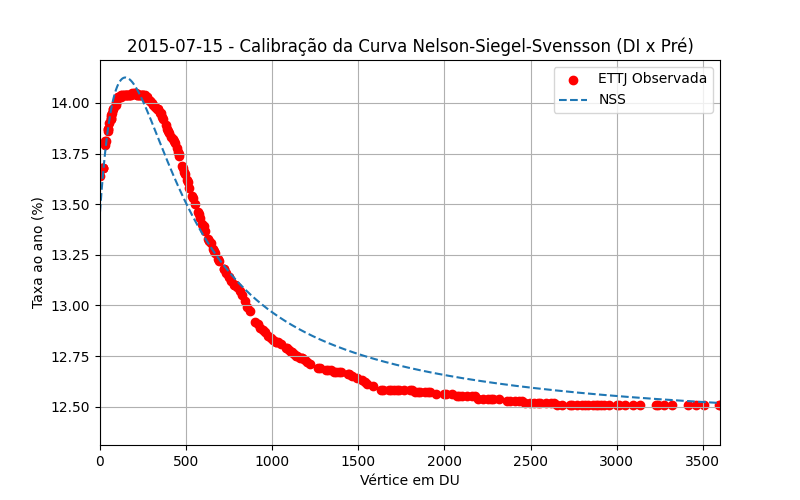 2015-07-15 - Calibração da Curva Nelson-Siegel-Svensson (DI x Pré)
ETTJ Observada
NSS
Taxa ao ano (%)
14.00
13.75
13.50
13.25
13.00
12.75
12.50
0 500 1000 1500 2000 2500 3000 3500
Vértice em DU